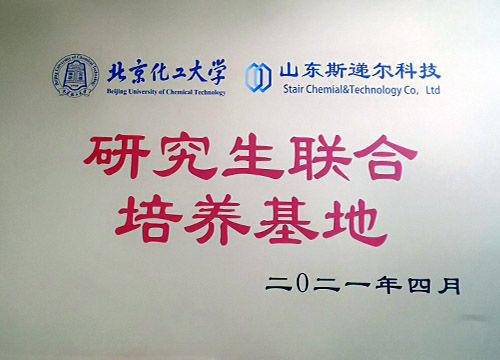 北京化工大学 山东斯递尔科技
Beijing University of Chemical Technology Stair Chemial&Technology Co, Ltd
研究生联合
培养基地
二〇二一年四月